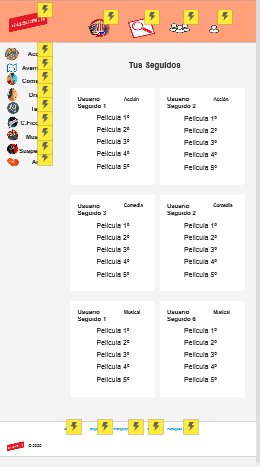 Tus Seguidos
Acc
Aven
Come
Dr
Te
C.Ficc
Mus
Suspe
A
Usuario
Seguido 1
Acción
Pelicula 1º
Pelicula 2º
Pelicula 3º
Pelicula 4º
Pelicula 5º
Usuario
Seguido 2
Acción
Pelicula 1º
Pelicula 2º
Pelicula 3º
Pelicula 4º
Pelicula 5º
Usuario
Seguido 3
Comedia
Pelicula 1º
Pelicula 2º
Pelicula 3º
Pelicula 4º
Pelicula 5º
Usuario
Seguido 2
Comedia
Pelicula 1º
Pelicula 2º
Pelicula 3º
Pelicula 4º
Pelicula 5º
Usuario
Seguido 1
Musical
Pelicula 1º
Pelicula 2º
Pelicula 3º
Pelicula 4º
Pelicula 5º
Usuario
Seguido 6
Musical
Pelicula 1º
Pelicula 2º
Pelicula 3º
Pelicula 4º
Pelicula 5º
© 2020